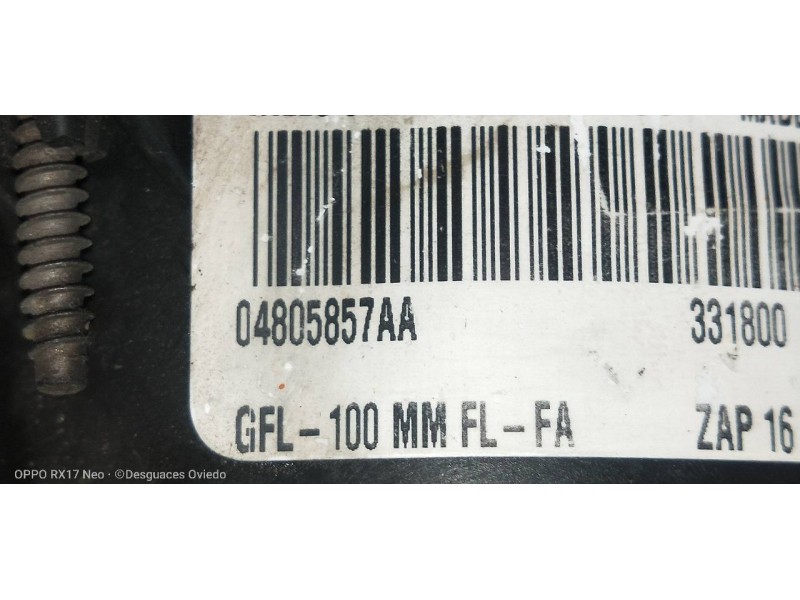 04805857AA 331800
GFL-100 MM FL-FA ZAP 16
OPPO RX17 Neo · ©Desguaces Oviedo